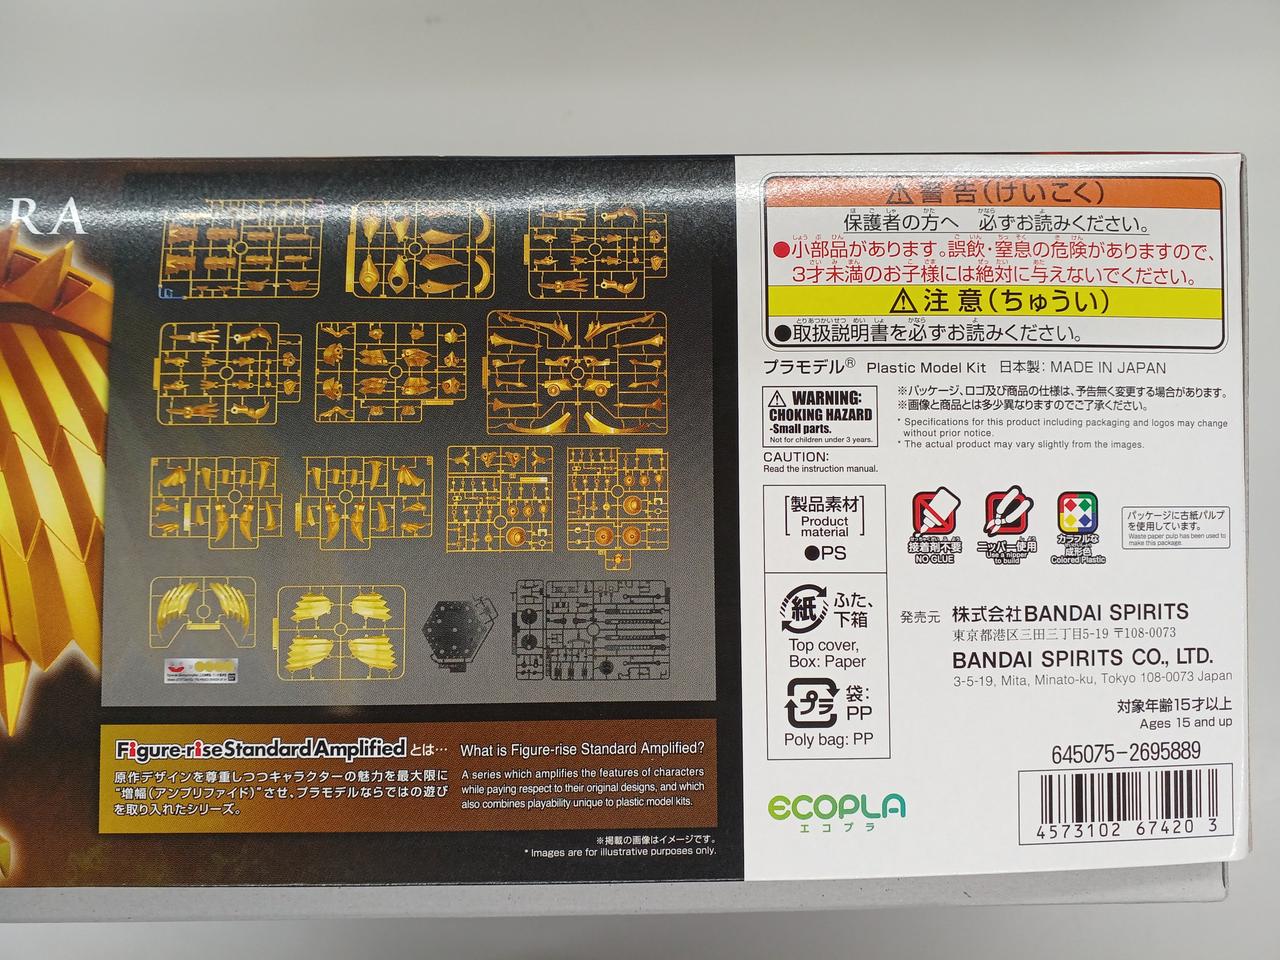 RA
Figure-riseStandard Amplifiedとは…
原作デザインを尊重しつつキャラクターの魅力を最大限に
"増幅(アンプリファイド)"させ、プラモデルならではの遊び
を取り入れたシリーズ。
What is Figure-rise Standard Amplified?
A series which amplifies the features of characters
while paying respect to their original designs, and which
also combines playability unique to plastic model kits.
※掲載の画像はイメージです。
* Images are for illustrative purposes only.
⚠警告(けいこく)
保護者の方へ 必ずお読みください。
●小部品があります。誤飲・窒息の危険がありますので、
3才未満のお子様には絶対に与えないでください。
⚠注意(ちゅうい)
●取扱説明書を必ずお読みください。
プラモデル® Plastic Model Kit 日本製:MADE IN JAPAN
⚠WARNING:
CHOKING HAZARD
-Small parts.
Not for children under 3 years.
CAUTION:
Read the instruction manual.
※パッケージ、ロゴ及び商品の仕様は、予告無く変更する場合があります。
※画像と商品とは多少異なりますのでご了承ください。
* Specifications for this product including packaging and logos may change
without prior notice.
* The actual product may vary slightly from the images.
[製品素材]
Product
material
●PS
紙
ふた、
下箱
Top cover,
Box: Paper
プラ
袋:
PP
Poly bag: PP
接着剤不要
NO GLUE
ニッパー使用
Use a nipper
to build
カラフルな
成形色
Colored Plastic
パッケージに古紙パルプ
を使用しています。
Waste paper pulp has been used to
make this package.
発売元 株式会社BANDAI SPIRITS
東京都港区三田三丁目5-19 〒108-0073
BANDAI SPIRITS CO., LTD.
3-5-19, Mita, Minato-ku, Tokyo 108-0073 Japan
対象年齢15才以上
Ages 15 and up
645075-2695889
4573102 67420 3
ECOPLA
エコプラ